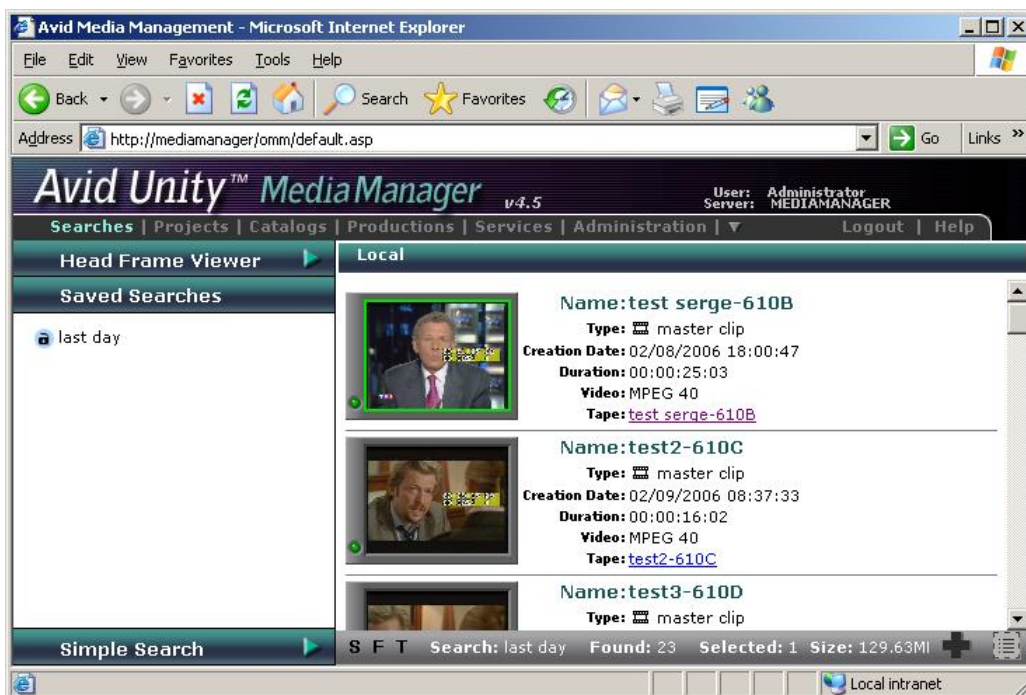 Avid Media Management - Microsoft Internet Explorer
File Edit View Favorites Tools Help
Back Search Favorites
Address http://mediamanager/omm/default.asp Go Links »
Avid Unity™ MediaManager v4.5
User: Administrator
Server: MEDIAMANAGER
Searches | Projects | Catalogs | Productions | Services | Administration | ▼ Logout | Help
Head Frame Viewer
Saved Searches
last day
Simple Search
Local
Name:test serge-610B
Type: master clip
Creation Date: 02/08/2006 18:00:47
Duration: 00:00:25:03
Video: MPEG 40
Tape: test serge-610B
Name:test2-610C
Type: master clip
Creation Date: 02/09/2006 08:37:33
Duration: 00:00:16:02
Video: MPEG 40
Tape: test2-610C
Name:test3-610D
Type: master clip
S F T Search: last day Found: 23 Selected: 1 Size: 129.63MI
Local intranet